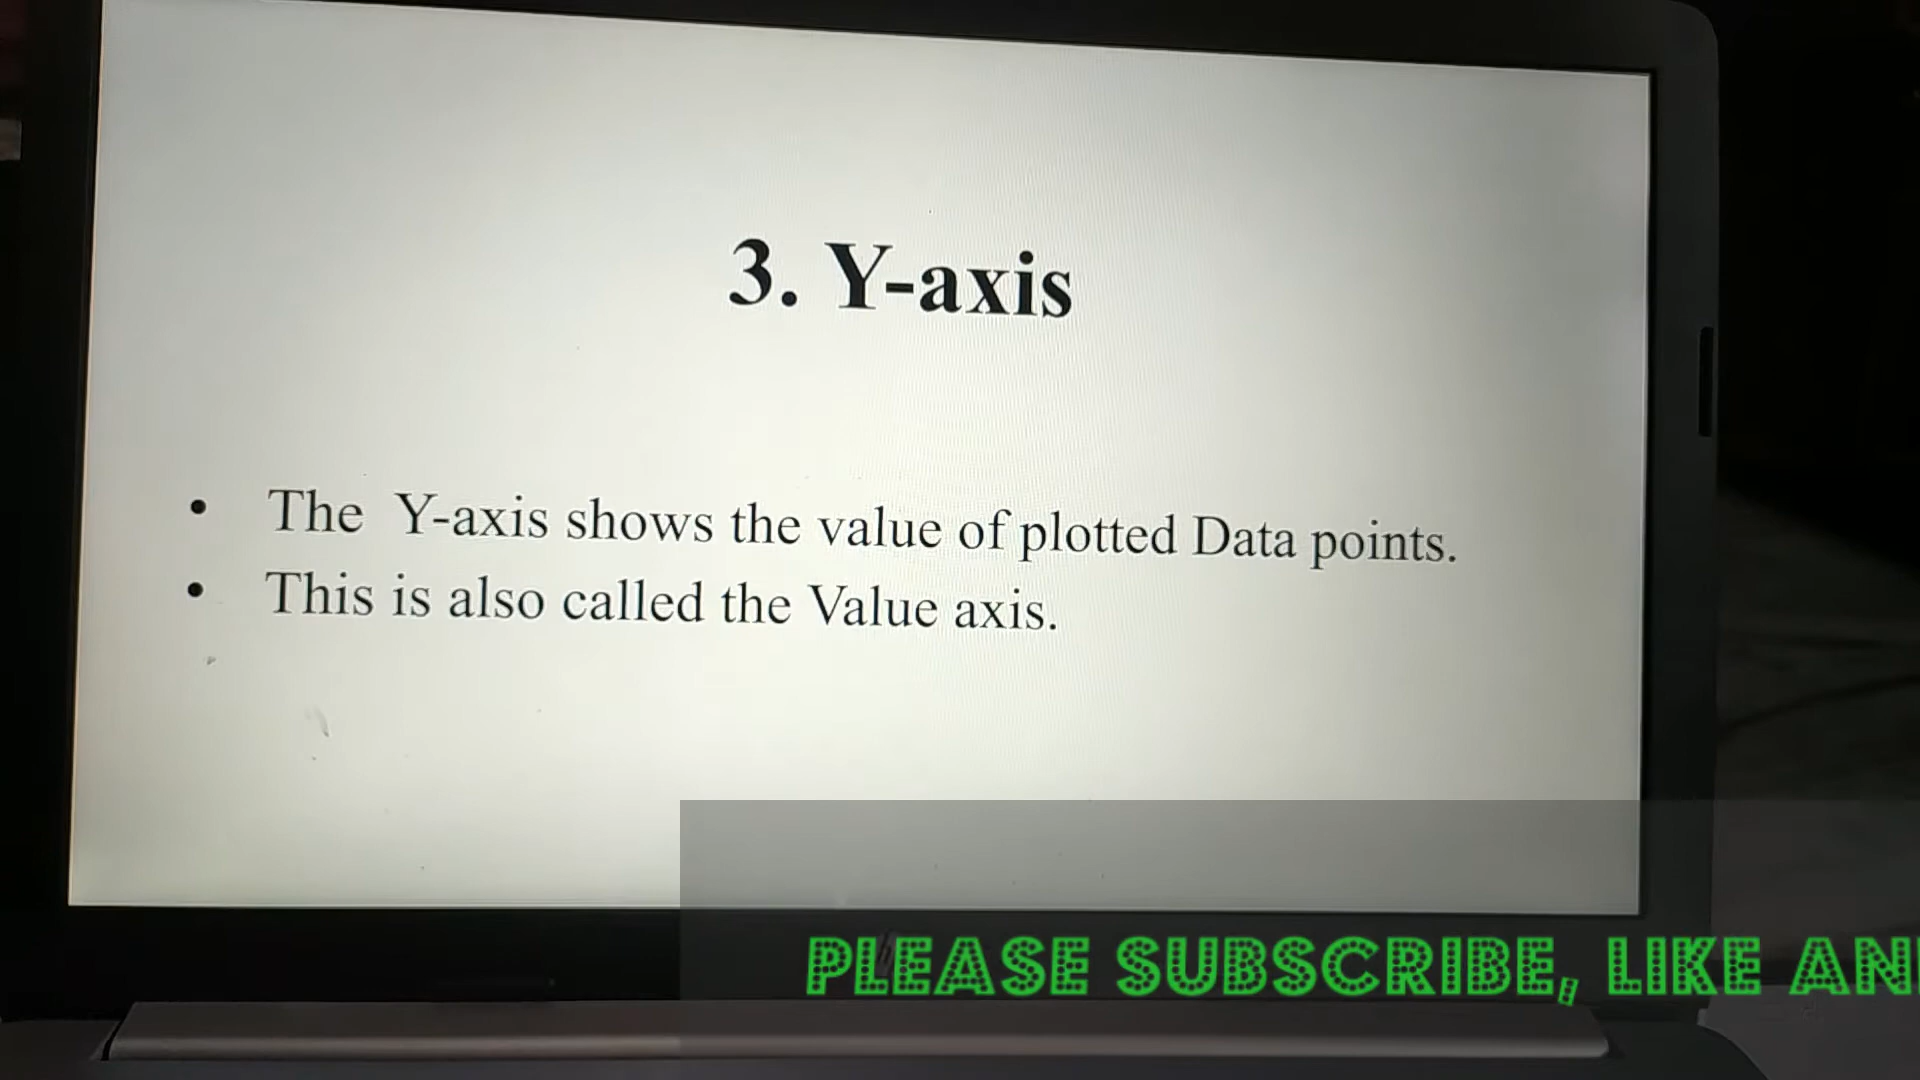 3. Y-axis
• The Y-axis shows the value of plotted Data points.
• This is also called the Value axis.
PLEASE SUBSCRIBE, LIKE